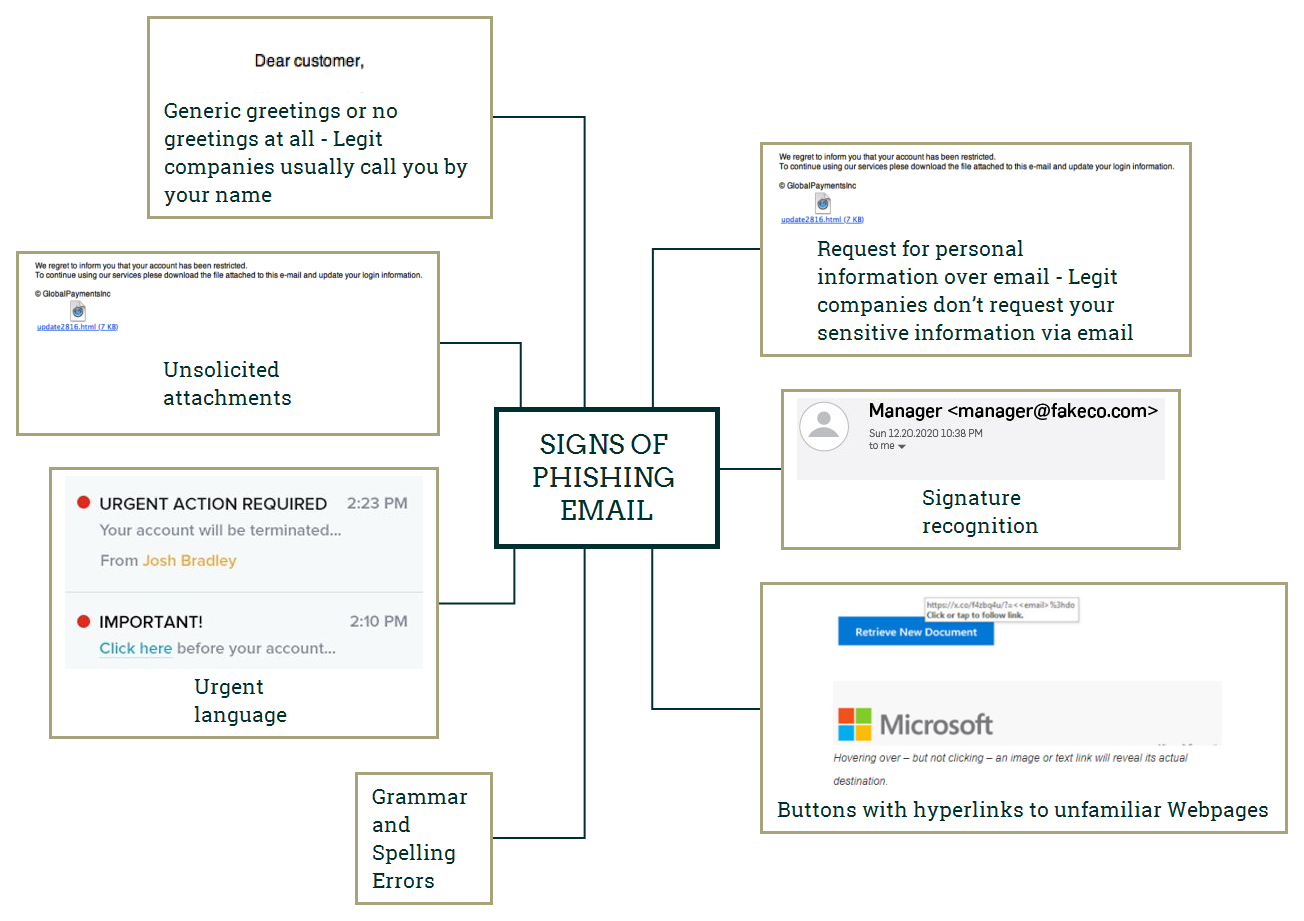 Dear customer,
Generic greetings or no
greetings at all - Legit
companies usually call you by
your name
We regret to inform you that your account has been restricted.
To continue using our services plese download the file attached to this e-mail and update your login information.
© GlobalPaymentsInc
update2816.html (7 KB)
Request for personal
information over email - Legit
companies don't request your
sensitive information via email
We regret to inform you that your account has been restricted.
To continue using our services plese download the file attached to this e-mail and update your login information.
© GlobalPaymentsInc
update2816.html (7 KB)
Unsolicited
attachments
SIGNS OF
PHISHING
EMAIL
Manager <manager@fakeco.com>
Sun 12.20.2020 10:38 PM
to me
Signature
recognition
URGENT ACTION REQUIRED 2:23 PM
Your account will be terminated...
From Josh Bradley
IMPORTANT! 2:10 PM
Click here before your account...
Urgent
language
https://x.co/f4zbq4u/?=<<email>%3hdo
Click or tap to follow link.
Retrieve New Document
Microsoft
Hovering over – but not clicking – an image or text link will reveal its actual
destination.
Buttons with hyperlinks to unfamiliar Webpages
Grammar
and
Spelling
Errors